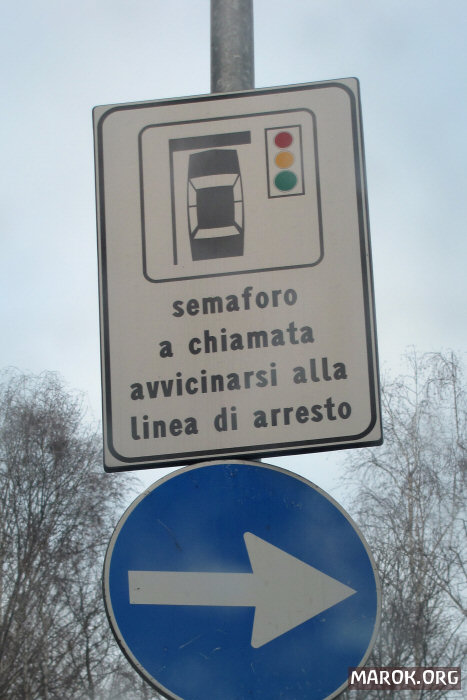 semaforo
a chiamata
avvicinarsi alla
linea di arresto
MAROK.ORG